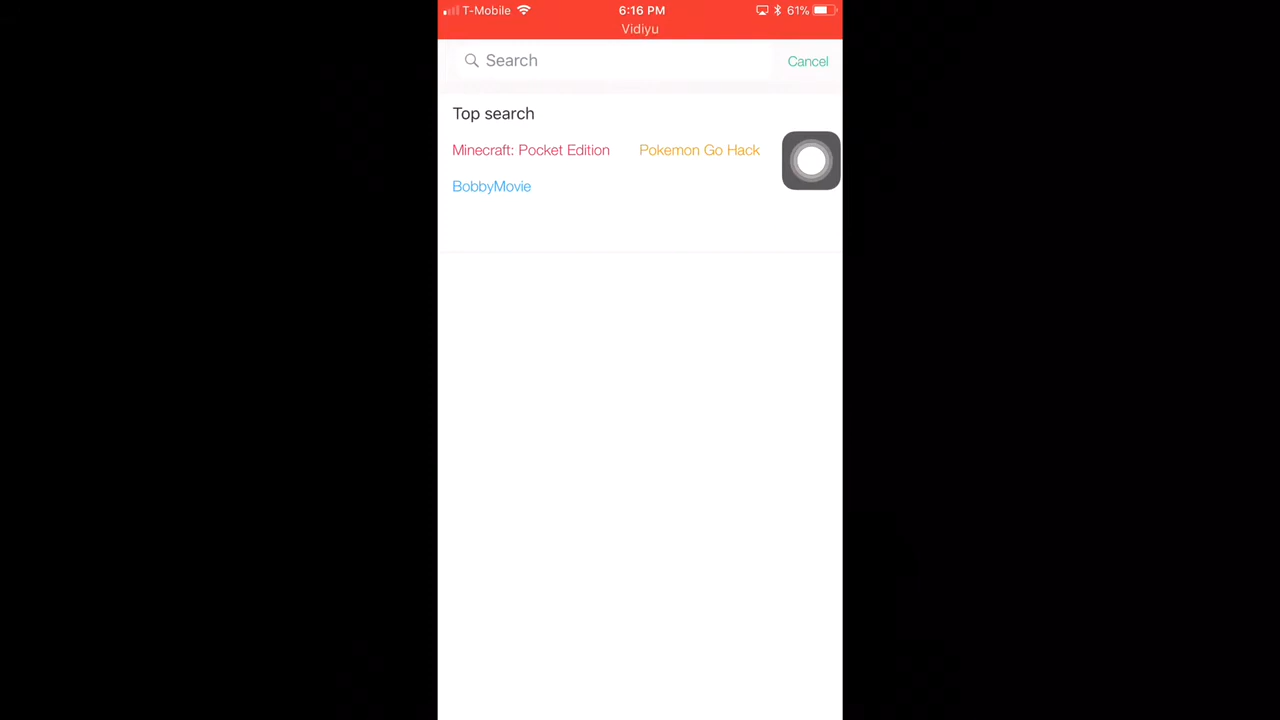 T-Mobile 6:16 PM 61%
Vidiyu
Search Cancel
Top search
Minecraft: Pocket Edition Pokemon Go Hack
BobbyMovie